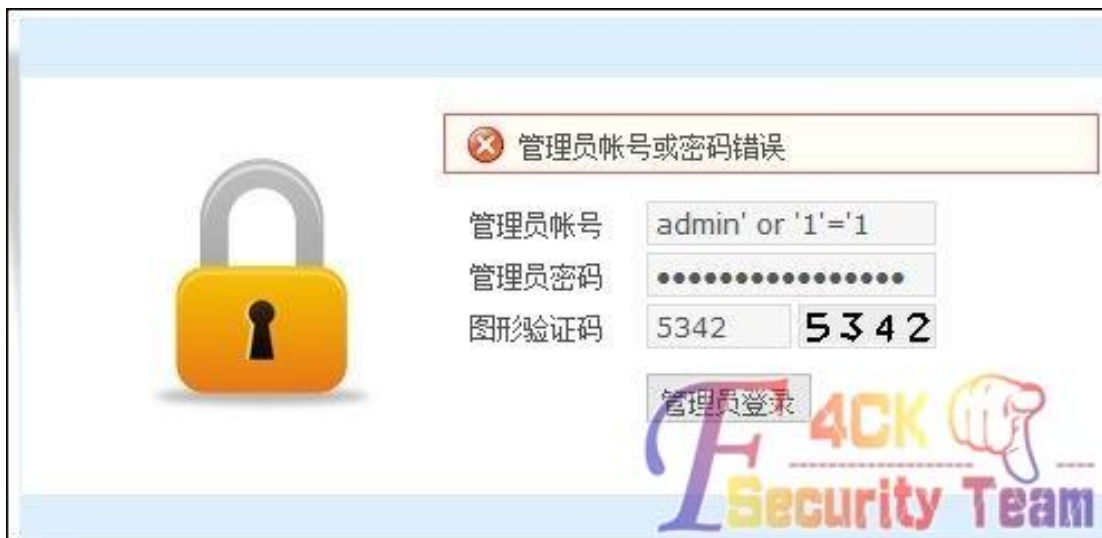 管理员帐号或密码错误
管理员帐号 admin' or '1'='1
管理员密码 ••••••••••••••••
图形验证码 5342 5342
管理员登录
F4CK
Security Team